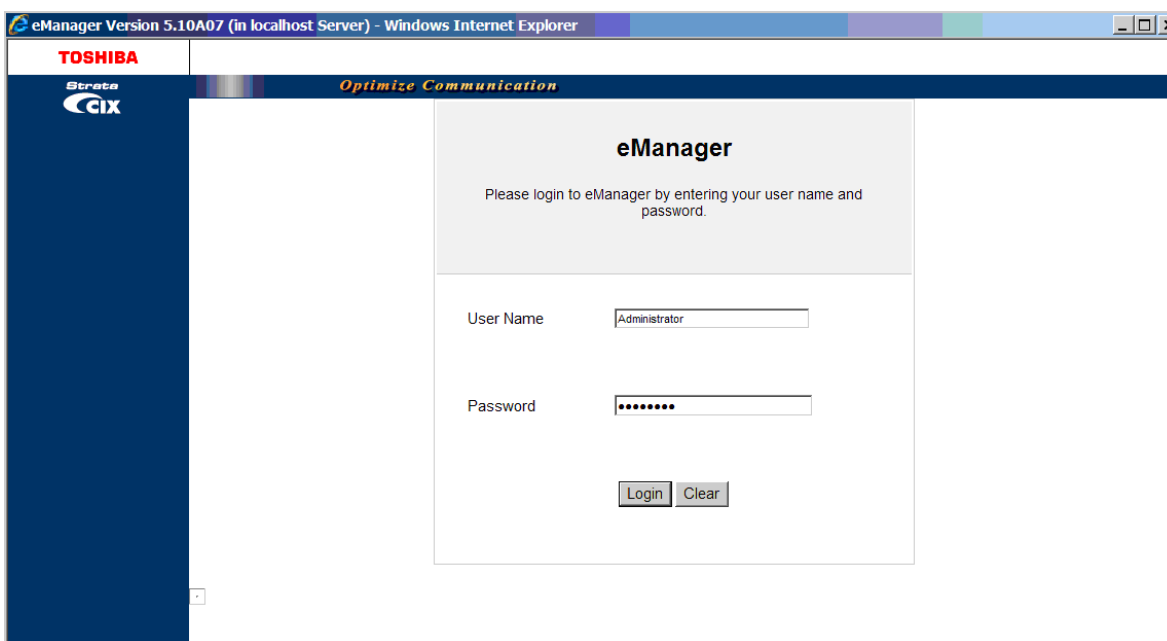 eManager Version 5.10A07 (in localhost Server) - Windows Internet Explorer
TOSHIBA
Strata
CIX
Optimize Communication
eManager
Please login to eManager by entering your user name and
password.
User Name
Administrator
Password
••••••••
Login
Clear